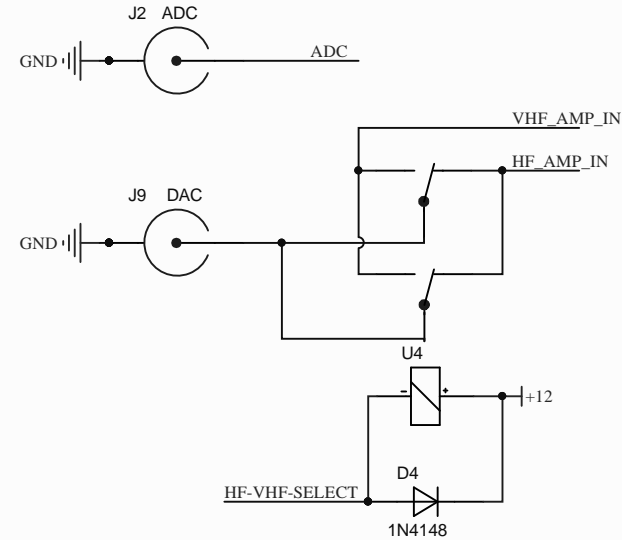 J2 ADC
GND
ADC
VHF_AMP_IN
HF_AMP_IN
J9 DAC
GND
U4
- +
+12
D4
HF-VHF-SELECT
1N4148